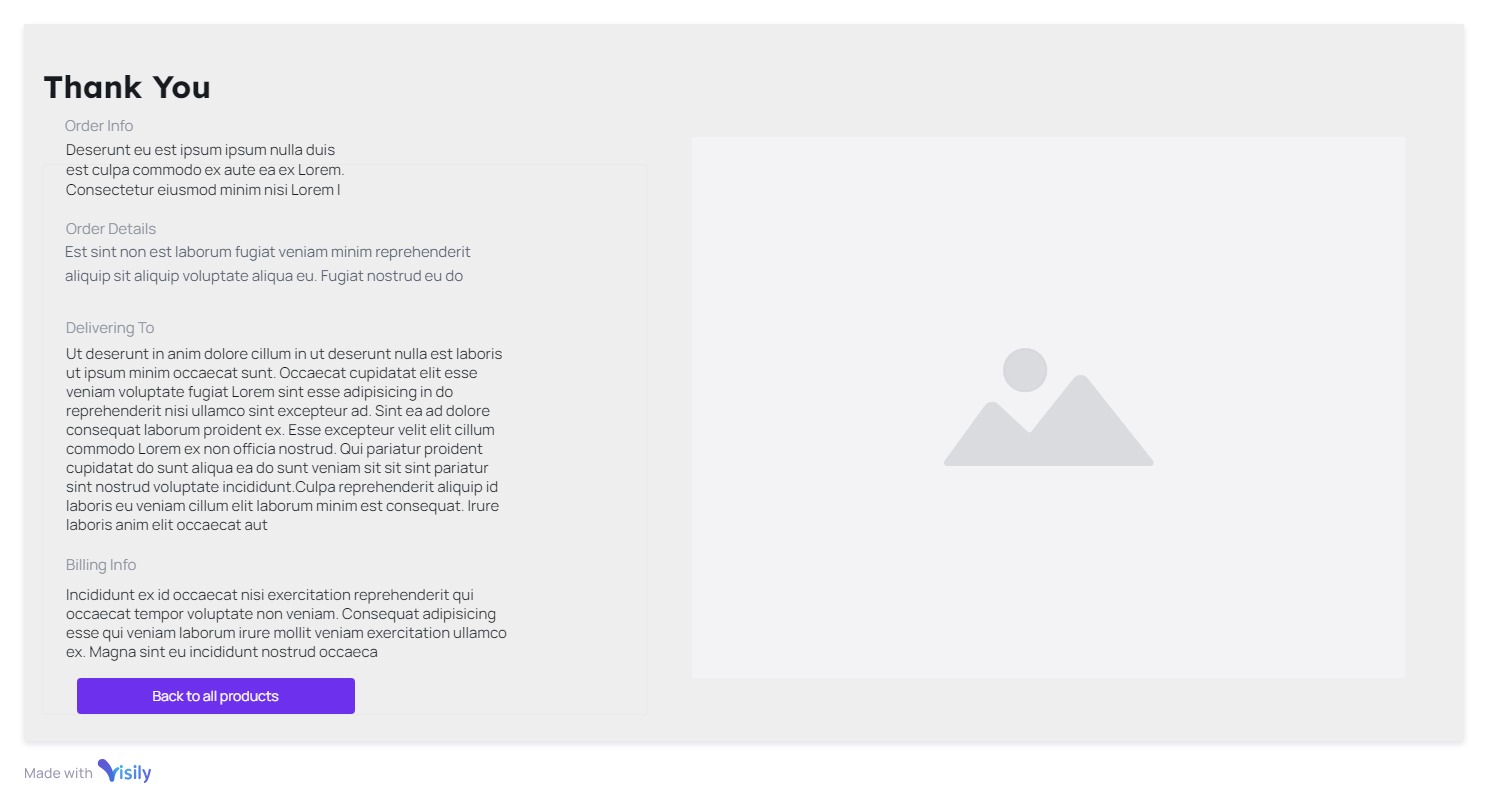 Thank You
Order Info
Deserunt eu est ipsum ipsum nulla duis
est culpa commodo ex aute ea ex Lorem.
Consectetur eiusmod minim nisi Lorem I
Order Details
Est sint non est laborum fugiat veniam minim reprehenderit
aliquip sit aliquip voluptate aliqua eu. Fugiat nostrud eu do
Delivering To
Ut deserunt in anim dolore cillum in ut deserunt nulla est laboris
ut ipsum minim occaecat sunt. Occaecat cupidatat elit esse
veniam voluptate fugiat Lorem sint esse adipisicing in do
reprehenderit nisi ullamco sint excepteur ad. Sint ea ad dolore
consequat laborum proident ex. Esse excepteur velit elit cillum
commodo Lorem ex non officia nostrud. Qui pariatur proident
cupidatat do sunt aliqua ea do sunt veniam sit sit sint pariatur
sint nostrud voluptate incididunt.Culpa reprehenderit aliquip id
laboris eu veniam cillum elit laborum minim est consequat. Irure
laboris anim elit occaecat aut
Billing Info
Incididunt ex id occaecat nisi exercitation reprehenderit qui
occaecat tempor voluptate non veniam. Consequat adipisicing
esse qui veniam laborum irure mollit veniam exercitation ullamco
ex. Magna sint eu incididunt nostrud occaeca
Back to all products
Made with Visily